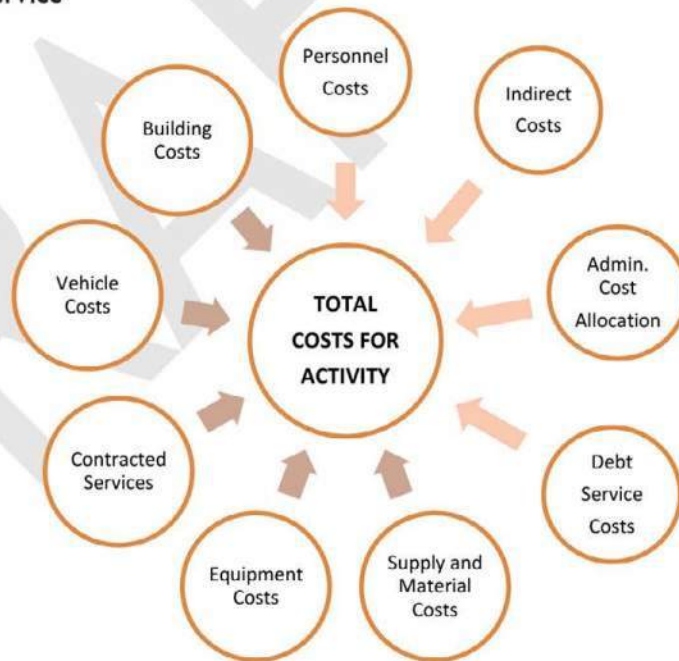 Personnel
Costs
Indirect
Costs
Building
Costs
Vehicle
Costs
Admin.
Cost
Allocation
TOTAL
COSTS FOR
ACTIVITY
Contracted
Services
Debt
Service
Costs
Equipment
Costs
Supply and
Material
Costs